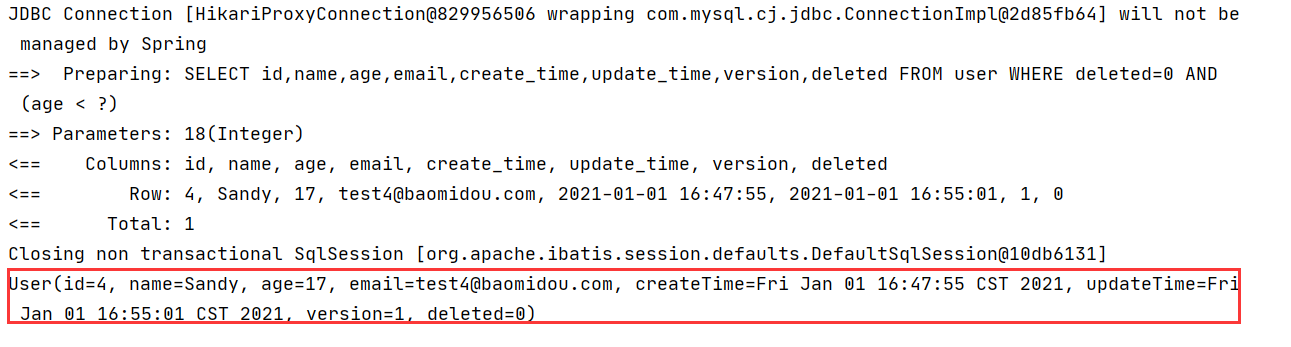 JDBC Connection [HikariProxyConnection@829956506 wrapping com.mysql.cj.jdbc.ConnectionImpl@2d85fb64] will not be
managed by Spring
==>  Preparing: SELECT id,name,age,email,create_time,update_time,version,deleted FROM user WHERE deleted=0 AND
(age < ?)
==> Parameters: 18(Integer)
<==    Columns: id, name, age, email, create_time, update_time, version, deleted
<==        Row: 4, Sandy, 17, test4@baomidou.com, 2021-01-01 16:47:55, 2021-01-01 16:55:01, 1, 0
<==      Total: 1
Closing non transactional SqlSession [org.apache.ibatis.session.defaults.DefaultSqlSession@10db6131]
User(id=4, name=Sandy, age=17, email=test4@baomidou.com, createTime=Fri Jan 01 16:47:55 CST 2021, updateTime=Fri
Jan 01 16:55:01 CST 2021, version=1, deleted=0)